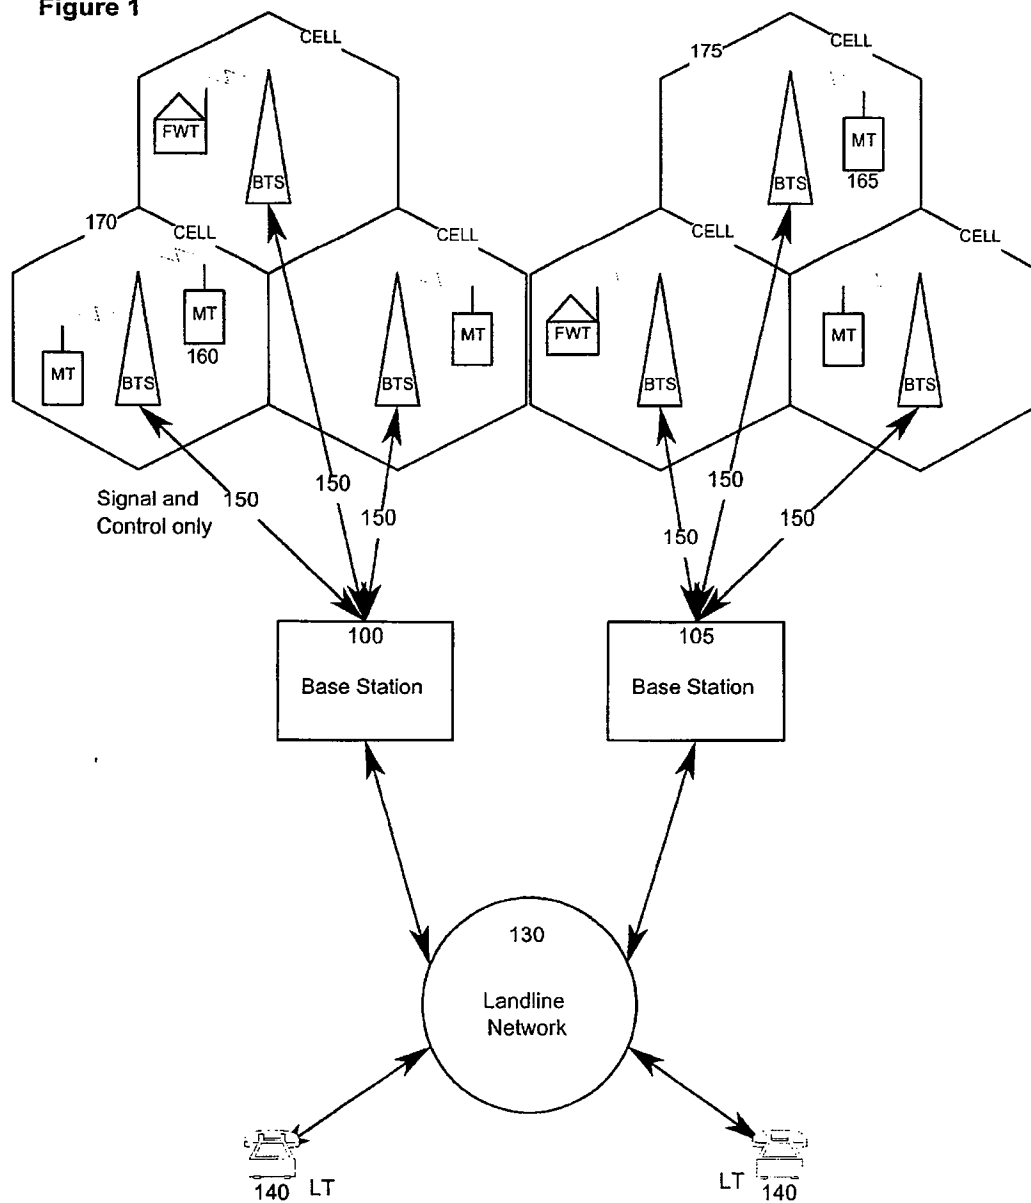 Figure 1
CELL
FWT
BTS
175
CELL
MT
165
BTS
170
CELL
MT
160
MT
BTS
CELL
MT
BTS
CELL
FWT
BTS
CELL
MT
BTS
Signal and
Control only
150
150
150
150
150
150
100
Base Station
105
Base Station
130
Landline
Network
140 LT
LT 140